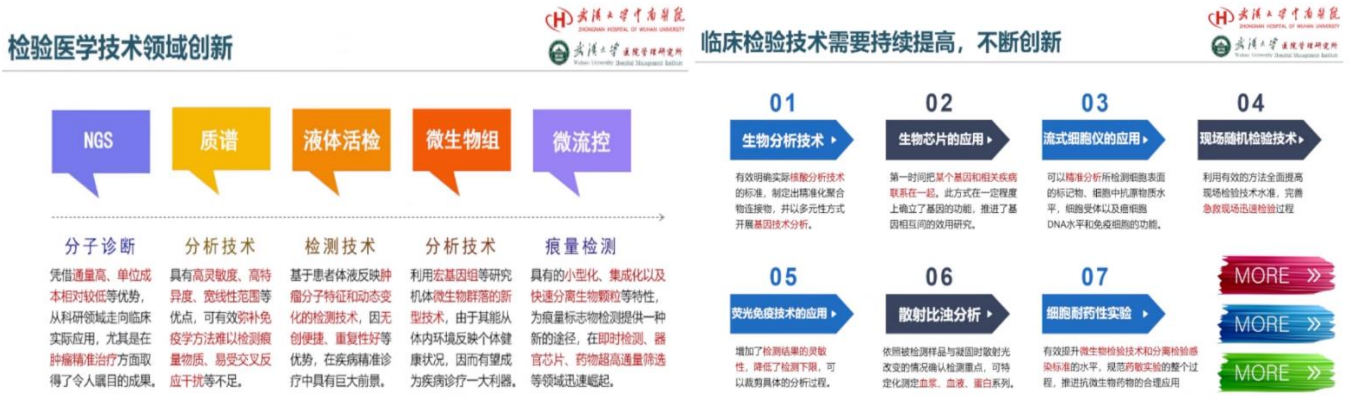 武汉大学中南医院
ZHONGNAN HOSPITAL OF WUHAN UNIVERSITY
武汉大学 医院管理研究所
Wuhan University Hospital Management Institute
检验医学技术领域创新
NGS
质谱
液体活检
微生物组
微流控
分子诊断
凭借通量高、单位成
本相对较低等优势，
从科研领域走向临床
实际应用，尤其是在
肿瘤精准治疗方面取
得了令人瞩目的成果。
分析技术
具有高灵敏度、高特
异度、宽线性范围等
优点，可有效弥补免
疫学方法难以检测痕
量物质、易受交叉反
应干扰等不足。
检测技术
基于患者体液反映肿
瘤分子特征和动态变
化的检测技术，因无
创便捷、重复性好等
优势，在疾病精准诊
疗中具有巨大前景。
分析技术
利用宏基因组等研究
机体微生物群落的新
型技术，由于其能从
体内环境反映个体健
康状况，因而有望成
为疾病诊疗一大利器。
痕量检测
具有的小型化、集成化以及
快速分离生物颗粒等特性，
为痕量标志物检测提供一种
新的途径，在即时检测、器
官芯片、药物超高通量筛选
等领域迅速崛起。
武汉大学中南医院
ZHONGNAN HOSPITAL OF WUHAN UNIVERSITY
武汉大学 医院管理研究所
Wuhan University Hospital Management Institute
临床检验技术需要持续提高，不断创新
01
生物分析技术
有效明确实际核酸分析技术
的标准，制定出精准化聚合
物连接物，并以多元性方式
开展基因技术分析。
02
生物芯片的应用
第一时间把某个基因和相关疾病
联系在一起。此方式在一定程度
上确立了基因的功能，推进了基
因相互间的效用研究。
03
流式细胞仪的应用
可以精准分析所检测细胞表面
的标记物、细胞中抗原物质水
平，细胞受体以及癌细胞
DNA水平和免疫细胞的功能。
04
现场随机检验技术
利用有效的方法全面提高
现场检验技术水准，完善
急救现场迅速检验过程
05
荧光免疫技术的应用
增加了检测结果的灵敏
性，降低了检测下限，可
以裁剪具体的分析过程。
06
散射比浊分析
依照被检测样品与凝固时散射光
改变的情况确认检测重点，可特
定化测定血浆、血液、蛋白系列。
07
细胞耐药性实验
有效提升微生物检验技术和分离检验感
染标准的水平，规范药敏实验的整个过
程，推进抗微生物药物的合理应用
MORE
MORE
MORE